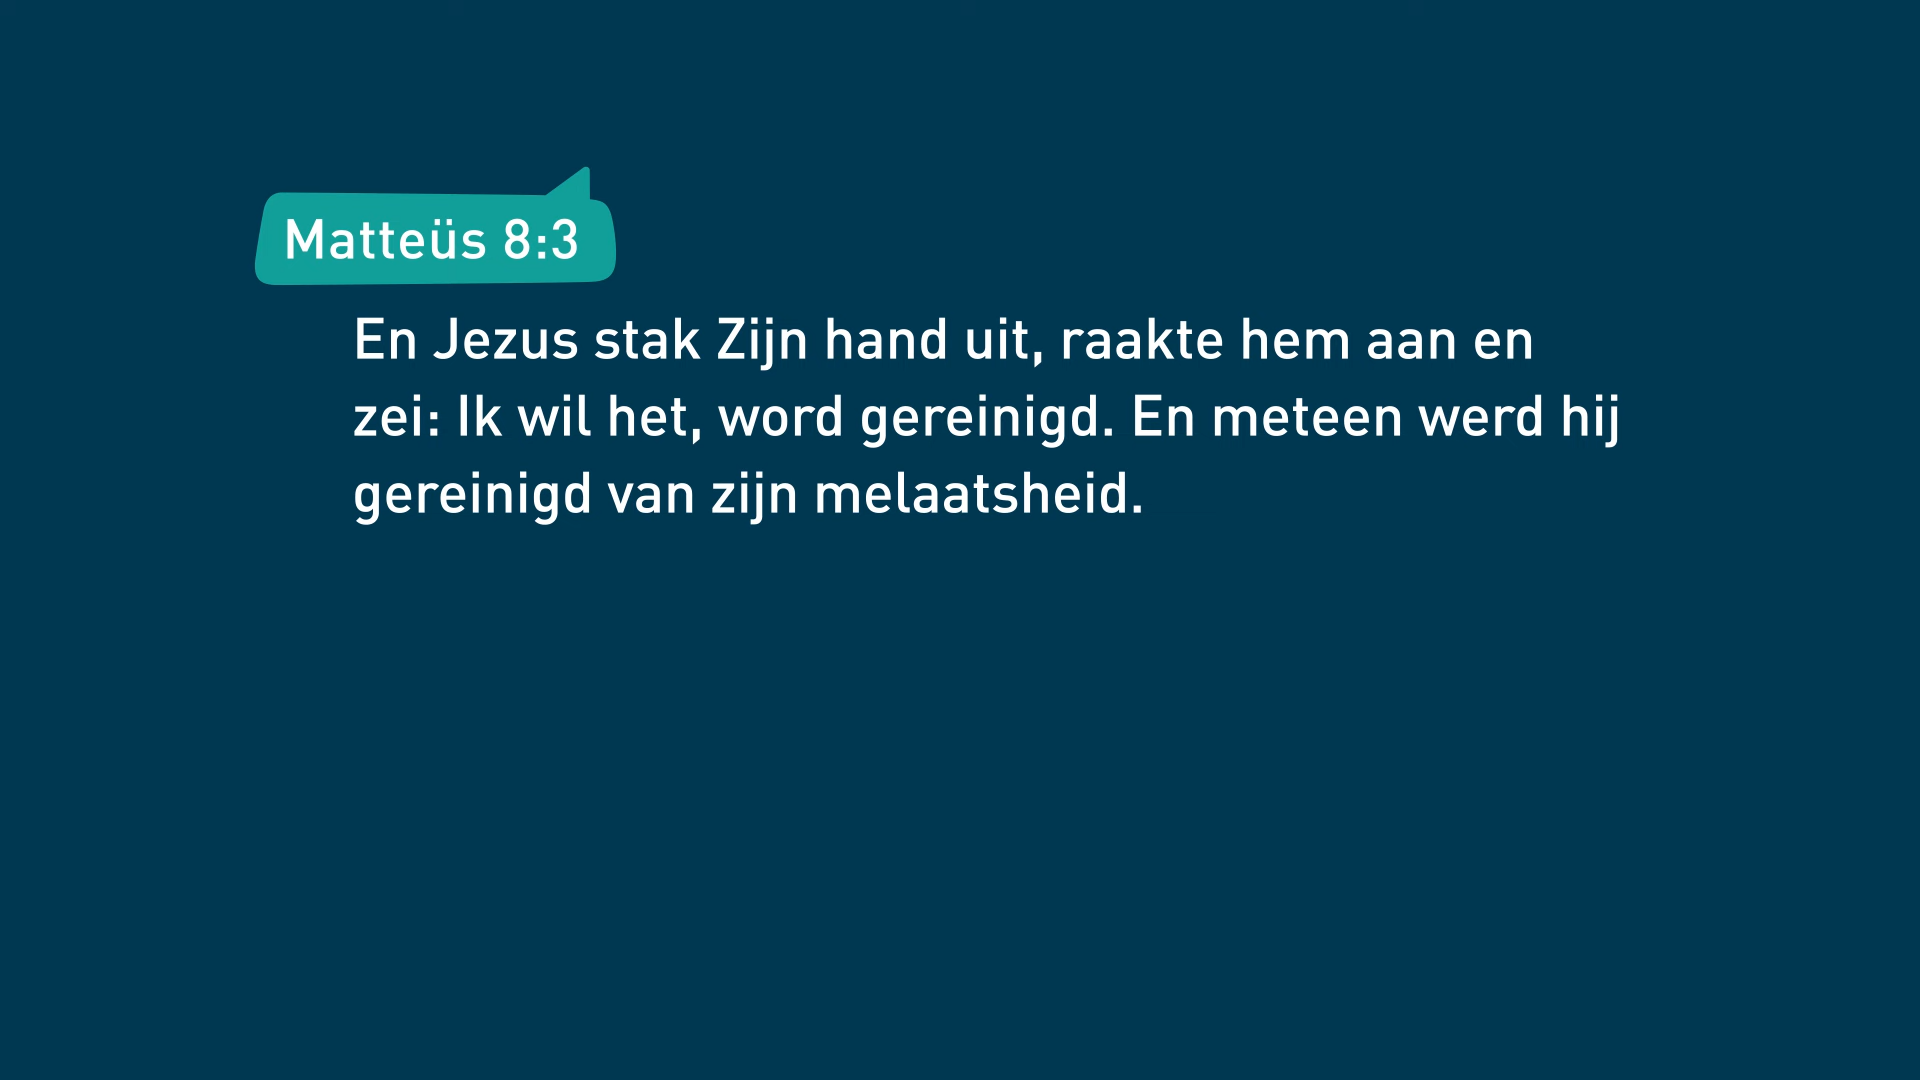 Matteüs 8:3
En Jezus stak Zijn hand uit, raakte hem aan en
zei: Ik wil het, word gereinigd. En meteen werd hij
gereinigd van zijn melaatsheid.